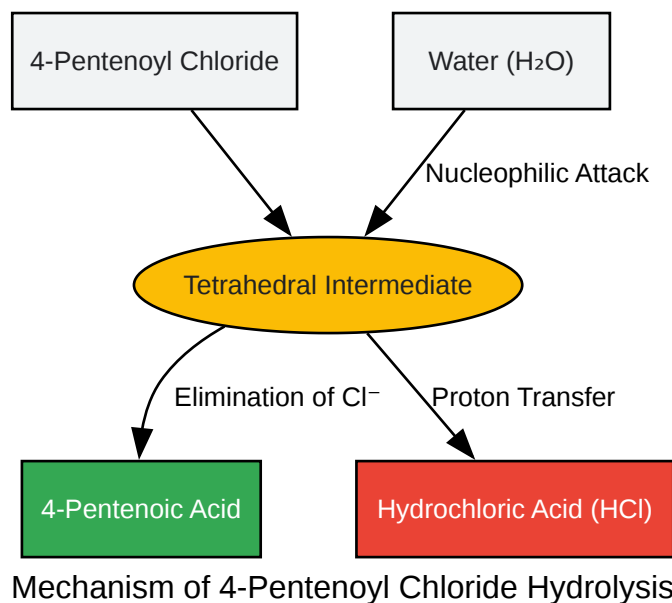 4-Pentenoyl Chloride
Water (H₂O)
Nucleophilic Attack
Tetrahedral Intermediate
Elimination of Cl⁻
Proton Transfer
4-Pentenoic Acid
Hydrochloric Acid (HCl)
Mechanism of 4-Pentenoyl Chloride Hydrolysis